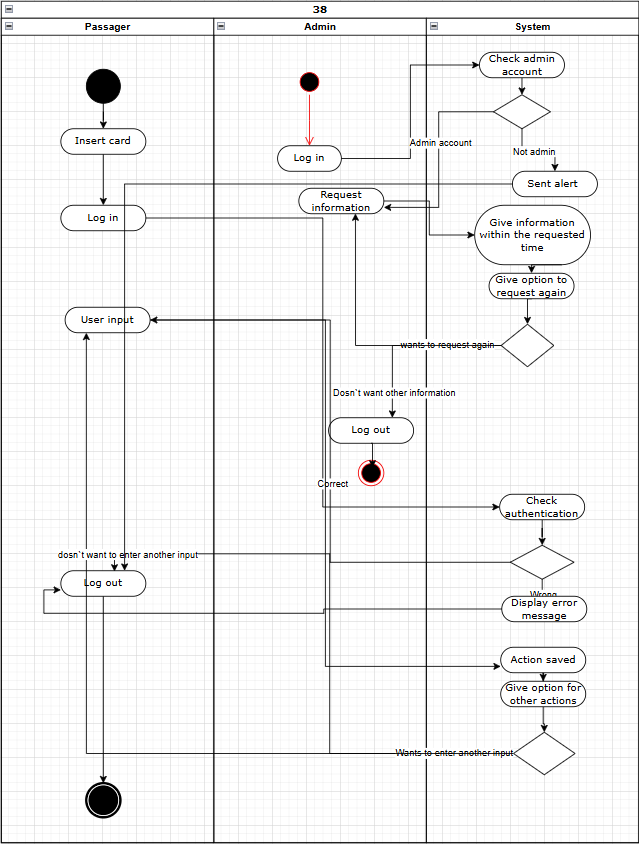 38
Passager
Admin
System
Check admin
account
Insert card
Admin account
Log in
Not admin
Sent alert
Request
information
Log in
Give information
within the requested
time
Give option to
request again
User input
wants to request again
Dosn`t want other information
Log out
Correct
Check
authentication
dosn`t want to enter another input
Log out
Wrong
Display error
message
Action saved
Give option for
other actions
Wants to enter another input